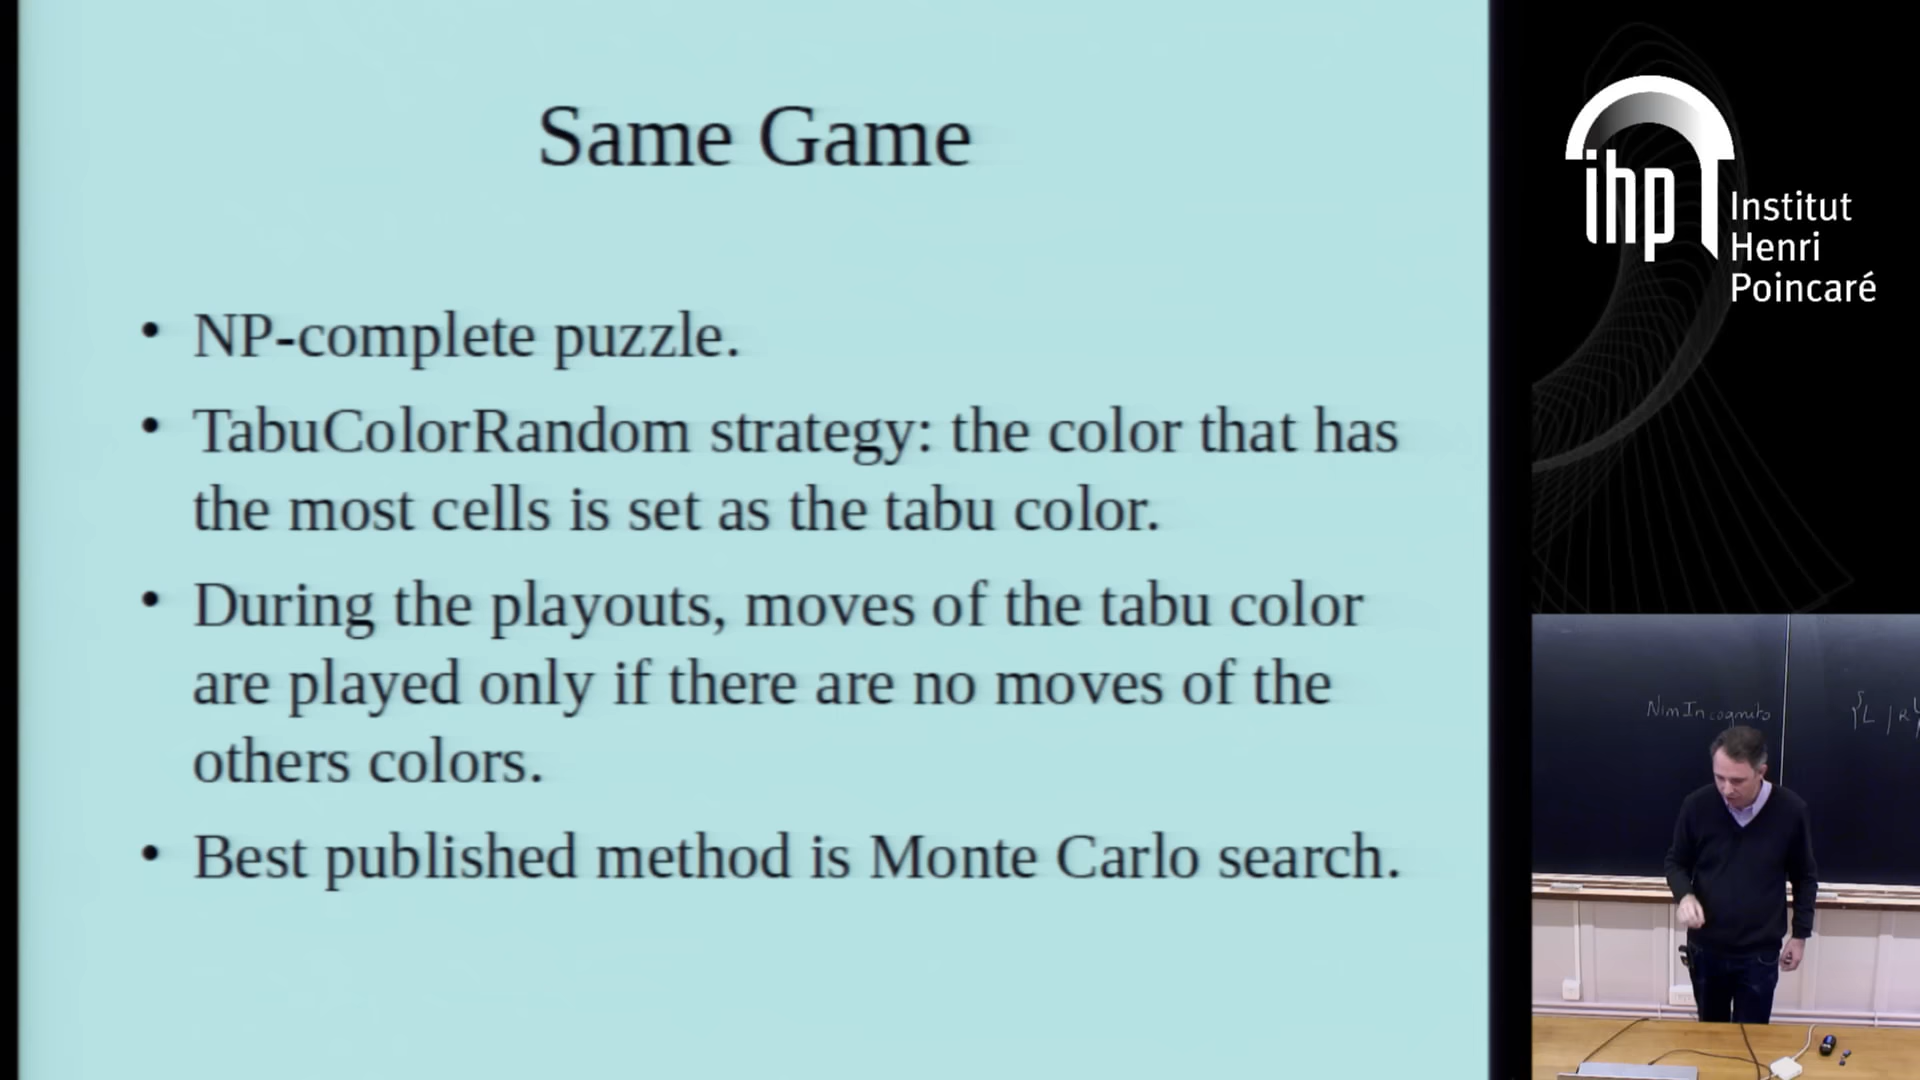 Same Game
• NP-complete puzzle.
• TabuColorRandom strategy: the color that has
the most cells is set as the tabu color.
• During the playouts, moves of the tabu color
are played only if there are no moves of the
others colors.
• Best published method is Monte Carlo search.
ihp
Institut
Henri
Poincaré
NimIncognito
{L | R